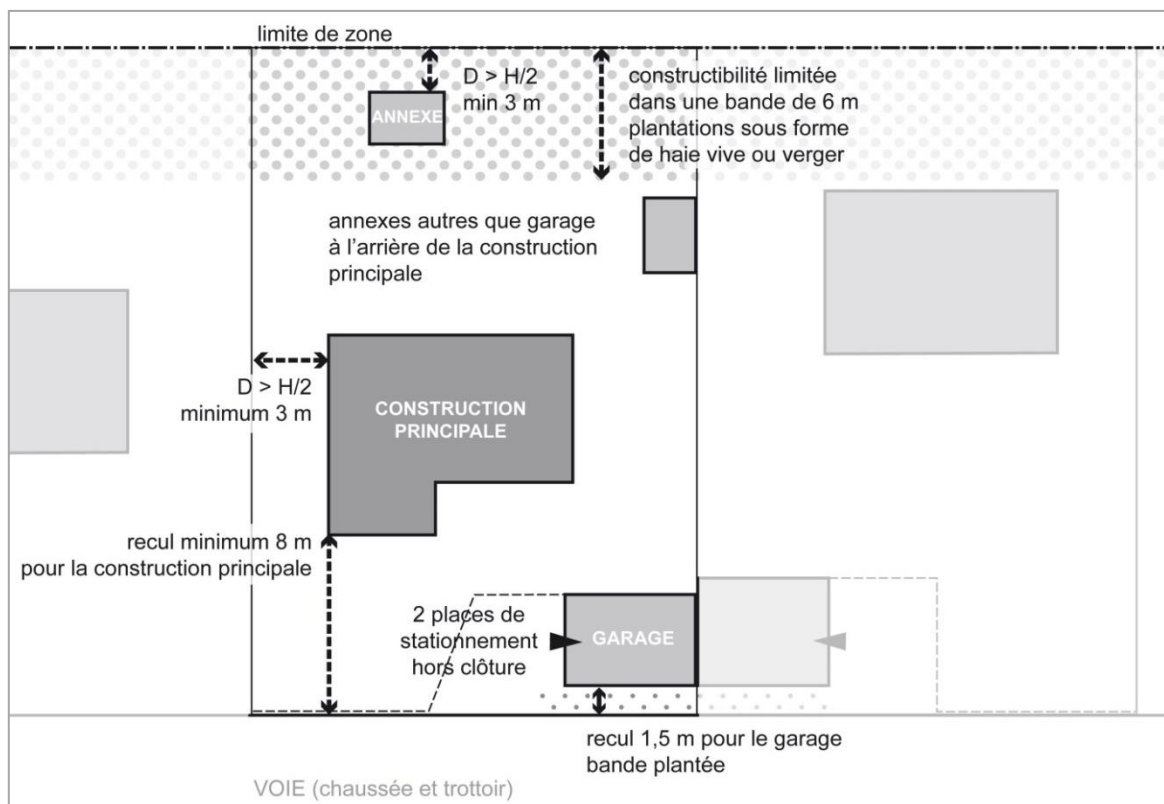 limite de zone
D > H/2
min 3 m
constructibilité limitée
dans une bande de 6 m
plantations sous forme
de haie vive ou verger
ANNEXE
annexes autres que garage
à l'arrière de la construction
principale
D > H/2
minimum 3 m
CONSTRUCTION
PRINCIPALE
recul minimum 8 m
pour la construction principale
2 places de
stationnement
hors clôture
GARAGE
recul 1,5 m pour le garage
bande plantée
VOIE (chaussée et trottoir)